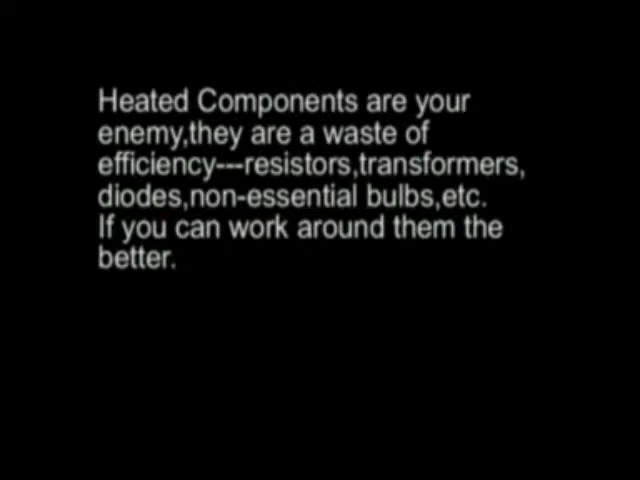 Heated Components are your
enemy,they are a waste of
efficiency---resistors,transformers,
diodes,non-essential bulbs,etc.
If you can work around them the
better.